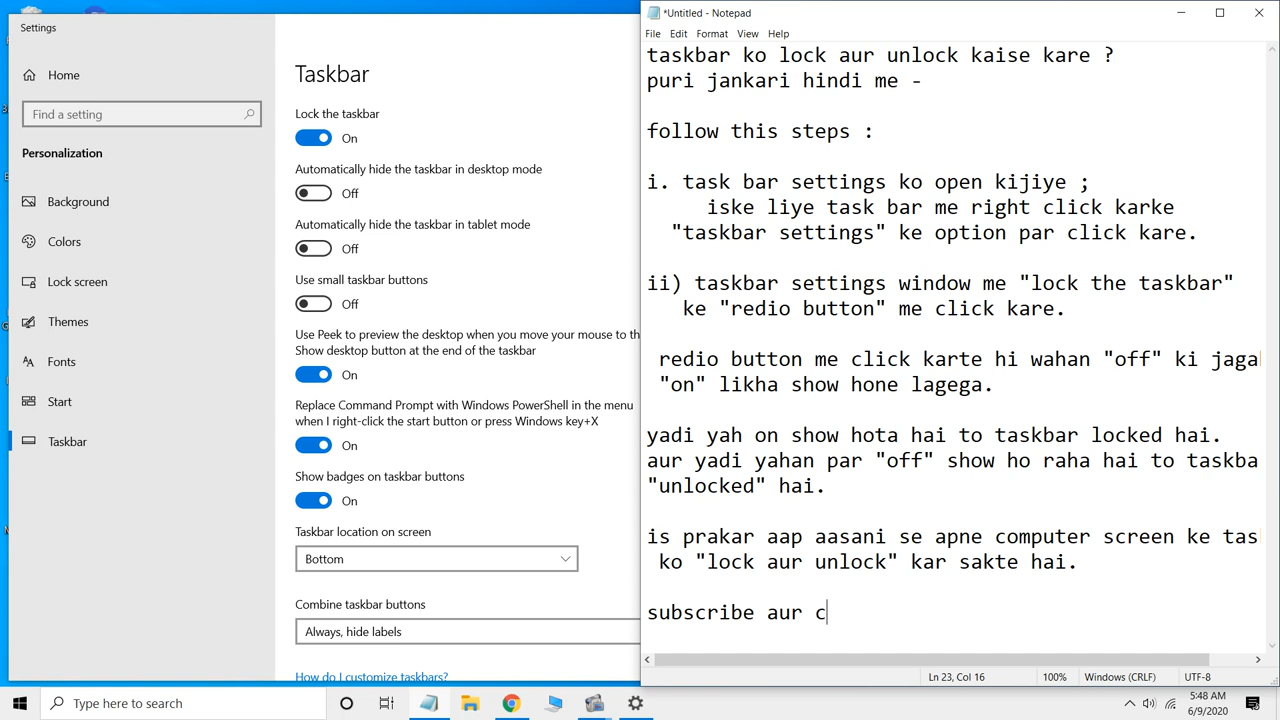 Settings
Home
Find a setting
Personalization
Background
Colors
Lock screen
Themes
Fonts
Start
Taskbar
Taskbar
Lock the taskbar
On
Automatically hide the taskbar in desktop mode
Off
Automatically hide the taskbar in tablet mode
Off
Use small taskbar buttons
Off
Use Peek to preview the desktop when you move your mouse to th
Show desktop button at the end of the taskbar
On
Replace Command Prompt with Windows PowerShell in the menu
when I right-click the start button or press Windows key+X
On
Show badges on taskbar buttons
On
Taskbar location on screen
Bottom
Combine taskbar buttons
Always, hide labels
How do I customize taskbars?
*Untitled - Notepad
File Edit Format View Help
taskbar ko lock aur unlock kaise kare ?
puri jankari hindi me -
follow this steps :
i. task bar settings ko open kijiye ;
iske liye task bar me right click karke
"taskbar settings" ke option par click kare.
ii) taskbar settings window me "lock the taskbar"
ke "redio button" me click kare.
redio button me click karte hi wahan "off" ki jagah
"on" likha show hone lagega.
yadi yah on show hota hai to taskbar locked hai.
aur yadi yahan par "off" show ho raha hai to taskba
"unlocked" hai.
is prakar aap aasani se apne computer screen ke tas
ko "lock aur unlock" kar sakte hai.
subscribe aur c
Ln 23, Col 16
100%
Windows (CRLF)
UTF-8
Type here to search
5:48 AM
6/9/2020